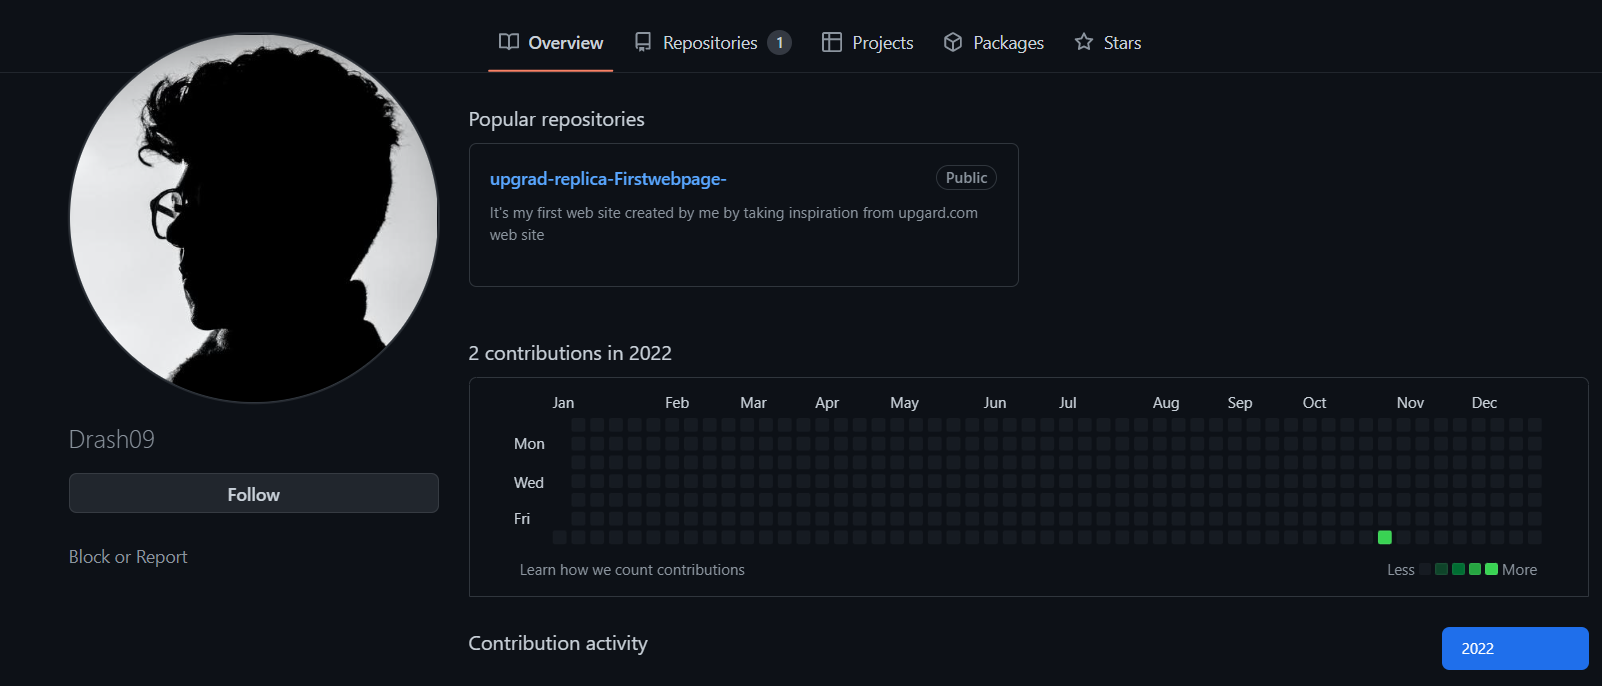 Overview Repositories 1 Projects Packages Stars
Drash09
Follow
Block or Report
Popular repositories
upgrad-replica-Firstwebpage- Public
It's my first web site created by me by taking inspiration from upgard.com
web site
2 contributions in 2022
Jan Feb Mar Apr May Jun Jul Aug Sep Oct Nov Dec
Mon
Wed
Fri
Learn how we count contributions Less More
Contribution activity
2022